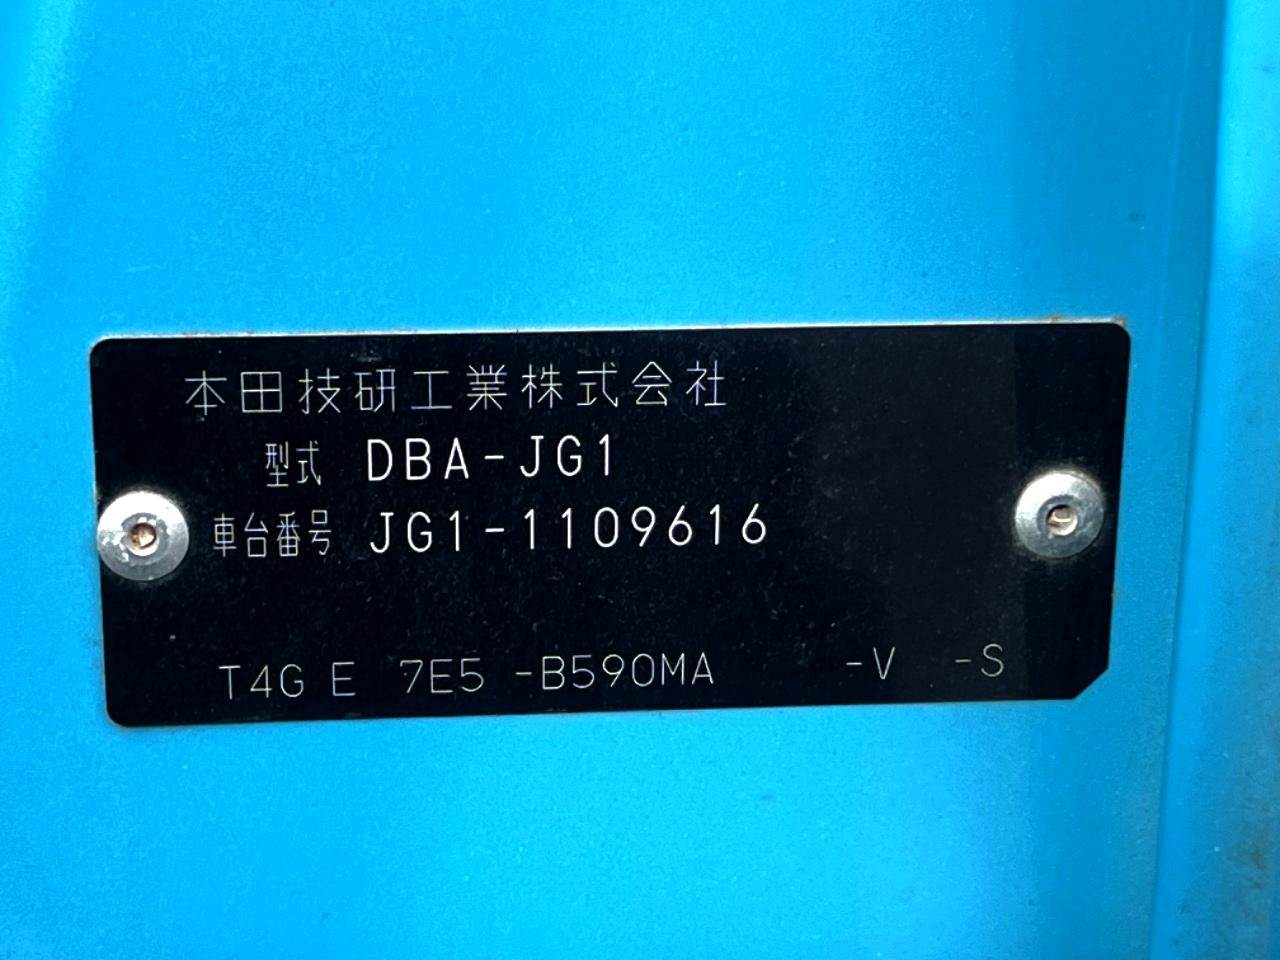 本田技研工業株式会社
型式 DBA-JG1
車台番号 JG1-1109616
T4G E 7E5 -B590MA -V -S